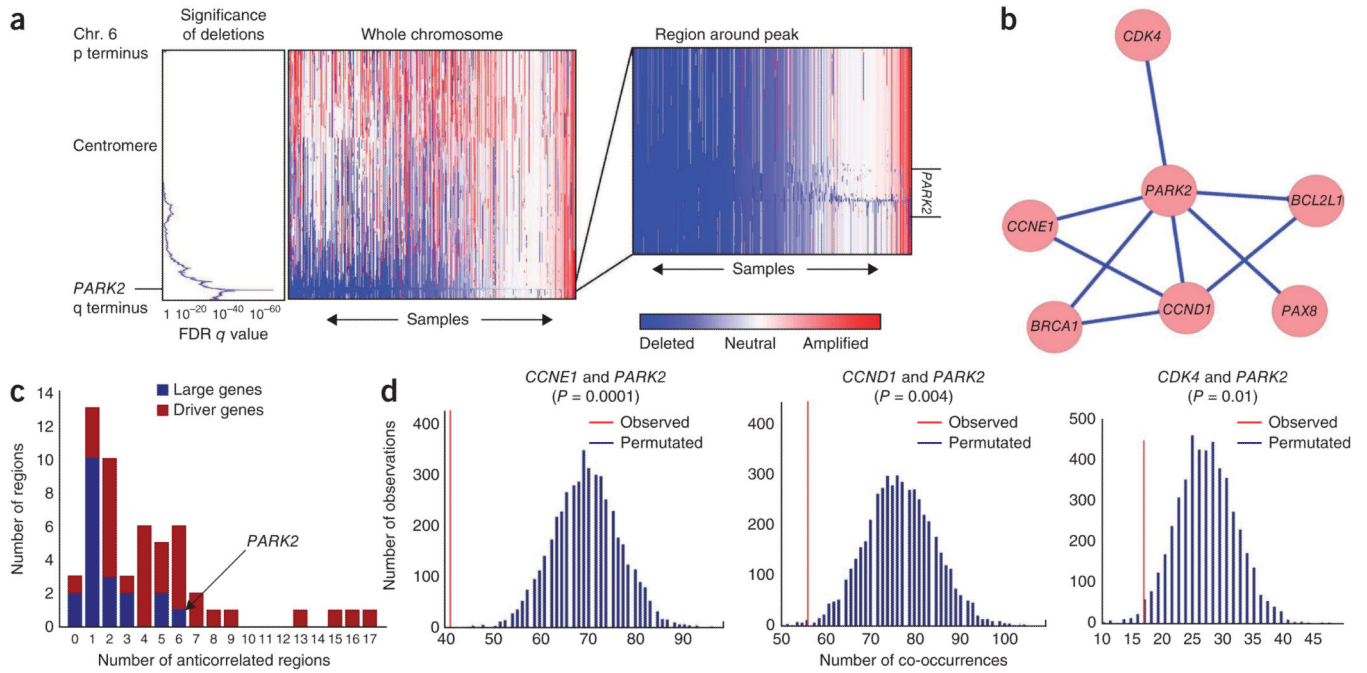 a
Chr. 6
p terminus
Significance
of deletions
Whole chromosome
Region around peak
Centromere
PARK2
q terminus
1 10⁻²⁰ 10⁻⁴⁰ 10⁻⁶⁰
FDR q value
Samples
PARK2
Samples
Deleted Neutral Amplified
b
CDK4
PARK2
BCL2L1
CCNE1
BRCA1
CCND1
PAX8
c
Large genes
Driver genes
Number of regions
14
12
10
8
6
4
2
0
PARK2
0 1 2 3 4 5 6 7 8 9 10 11 12 13 14 15 16 17
Number of anticorrelated regions
d
CCNE1 and PARK2
(P = 0.0001)
Observed
Permutated
Number of observations
400
300
200
100
0
40 50 60 70 80 90
CCND1 and PARK2
(P = 0.004)
Observed
Permutated
400
300
200
100
0
50 60 70 80 90 100
Number of co-occurrences
CDK4 and PARK2
(P = 0.01)
Observed
Permutated
500
400
300
200
100
0
10 15 20 25 30 35 40 45